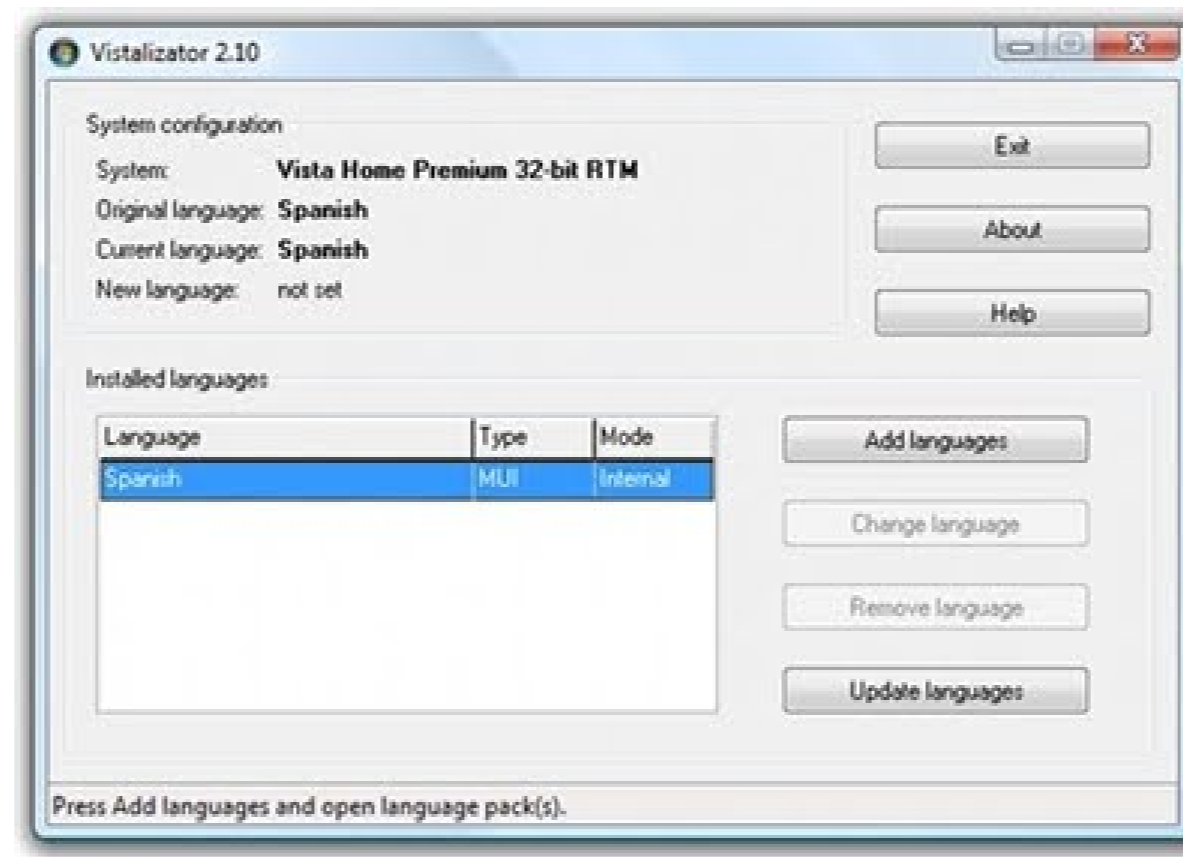 Vistalizator 2.10
System configuration
System: Vista Home Premium 32-bit RTM
Original language: Spanish
Current language: Spanish
New language: not set
Exit
About
Help
Installed languages
Language Type Mode
Spanish MUI Internal
Add languages
Change language
Remove language
Update languages
Press Add languages and open language pack(s).